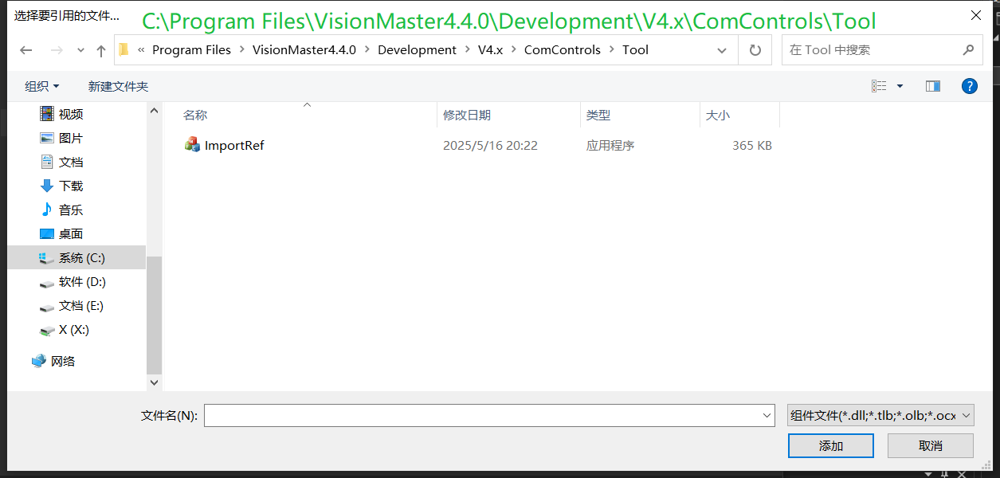 选择要引用的文件...
C:\Program Files\VisionMaster4.4.0\Development\V4.x\ComControls\Tool
« Program Files > VisionMaster4.4.0 > Development > V4.x > ComControls > Tool
在 Tool 中搜索
组织
新建文件夹
?
名称
修改日期
类型
大小
ImportRef
2025/5/16 20:22
应用程序
365 KB
视频
图片
文档
下载
音乐
桌面
系统 (C:)
软件 (D:)
文档 (E:)
X (X:)
网络
文件名(N):
组件文件(*.dll;*.tlb;*.olb;*.ocx
添加
取消